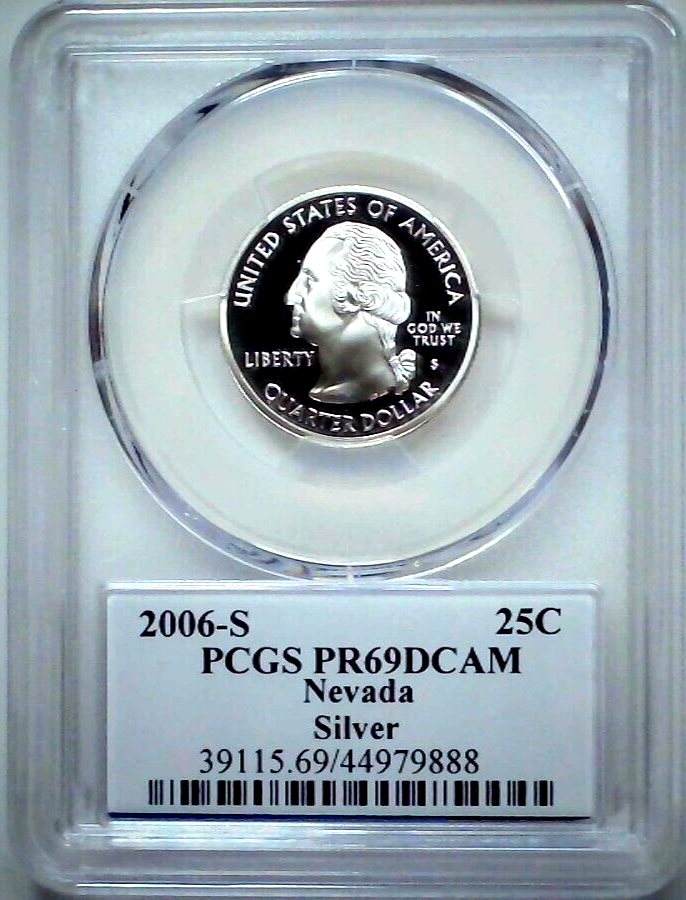 UNITED STATES OF AMERICA
IN
GOD WE
TRUST
LIBERTY
S
QUARTER DOLLAR
2006-S 25C
PCGS PR69DCAM
Nevada
Silver
39115.69/44979888